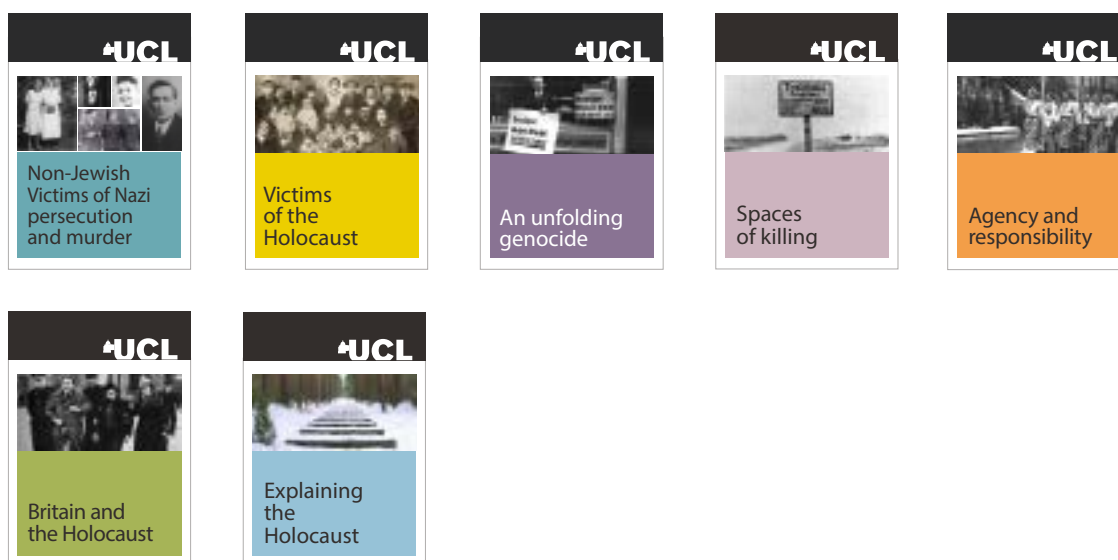 UCL
Non-Jewish
Victims of Nazi
persecution
and murder
UCL
Victims
of the
Holocaust
UCL
An unfolding
genocide
UCL
Spaces
of killing
UCL
Agency and
responsibility
UCL
Britain and
the Holocaust
UCL
Explaining
the
Holocaust